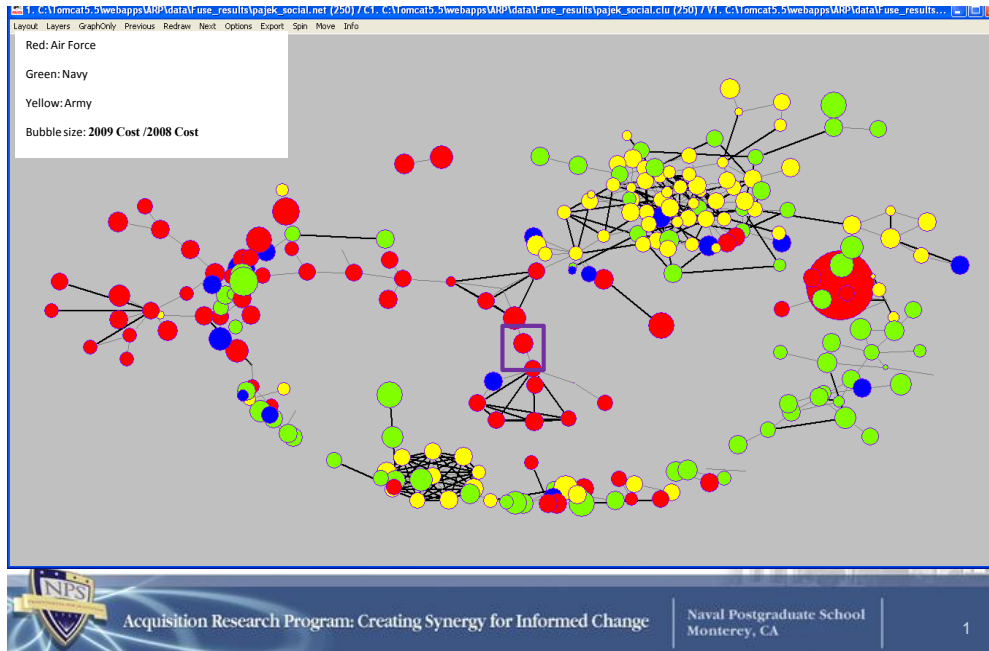 1. C:\Tomcat5.5\webapps\ARP\data\Fuse_results\pajek_social.net (250) / C1. C:\Tomcat5.5\webapps\ARP\data\Fuse_results\pajek_social.clu (250) / V1. C:\Tomcat5.5\webapps\ARP\data\Fuse_results...
Layout Layers GraphOnly Previous Redraw Next Options Export Spin Move Info
Red: Air Force
Green: Navy
Yellow: Army
Bubble size: 2009 Cost /2008 Cost
NPS
Acquisition Research Program: Creating Synergy for Informed Change
Naval Postgraduate School
Monterey, CA
1